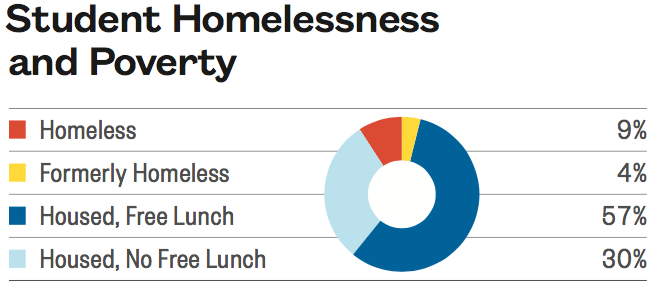 Student Homelessness
and Poverty
Homeless 9%
Formerly Homeless 4%
Housed, Free Lunch 57%
Housed, No Free Lunch 30%